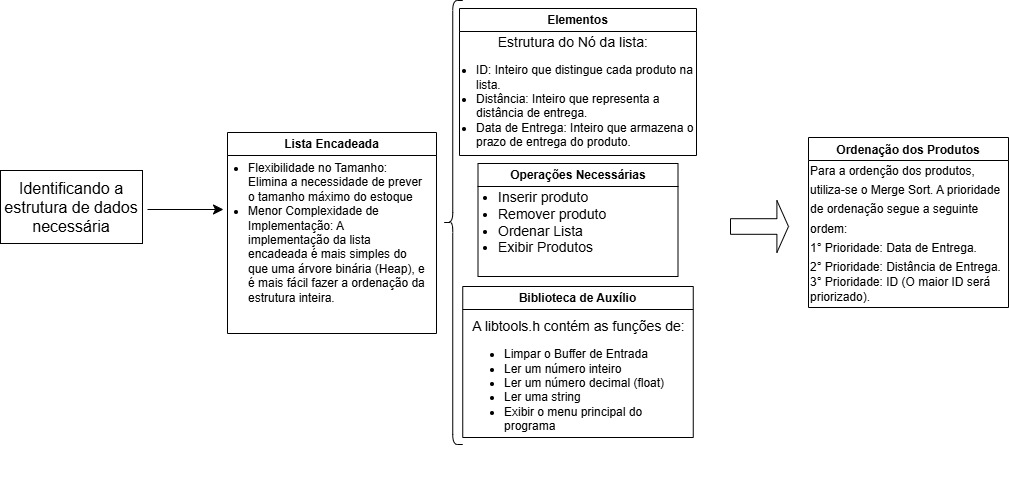 Identificando a
estrutura de dados
necessária
Lista Encadeada
• Flexibilidade no Tamanho:
Elimina a necessidade de prever
o tamanho máximo do estoque
• Menor Complexidade de
Implementação: A
implementação da lista
encadeada é mais simples do
que uma árvore binária (Heap), e
é mais fácil fazer a ordenação da
estrutura inteira.
Elementos
Estrutura do Nó da lista:
• ID: Inteiro que distingue cada produto na
lista.
• Distância: Inteiro que representa a
distância de entrega.
• Data de Entrega: Inteiro que armazena o
prazo de entrega do produto.
Operações Necessárias
• Inserir produto
• Remover produto
• Ordenar Lista
• Exibir Produtos
Biblioteca de Auxílio
A libtools.h contém as funções de:
• Limpar o Buffer de Entrada
• Ler um número inteiro
• Ler um número decimal (float)
• Ler uma string
• Exibir o menu principal do
programa
Ordenação dos Produtos
Para a ordenção dos produtos,
utiliza-se o Merge Sort. A prioridade
de ordenação segue a seguinte
ordem:
1° Prioridade: Data de Entrega.
2° Prioridade: Distância de Entrega.
3° Prioridade: ID (O maior ID será
priorizado).